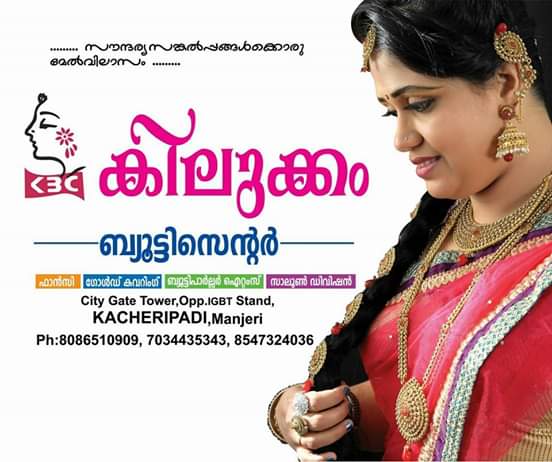 ......... സൗന്ദര്യസങ്കൽപ്പങ്ങൾക്കൊരു
മേൽവിലാസം .........
KBC
കിലുക്കം
ബ്യൂട്ടിസെന്റർ
ഫാൻസി ഗോൾഡ് കവറിംഗ് ബ്യൂട്ടിപാർലർ ഐറ്റംസ് സാലൂൺ ഡിവിഷൻ
City Gate Tower,Opp.IGBT Stand,
KACHERIPADI,Manjeri
Ph:8086510909, 7034435343, 8547324036